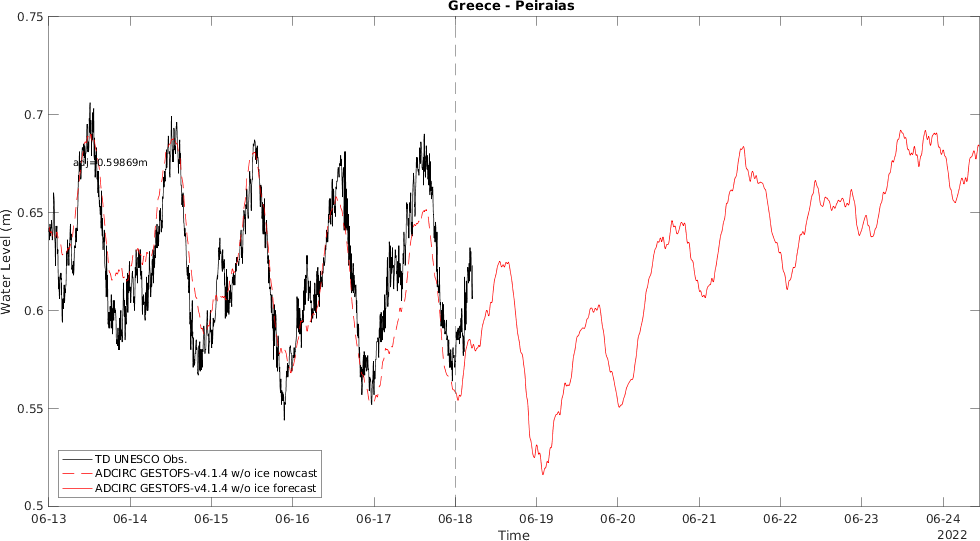 Greece - Peiraias
0.75
0.7
0.65
0.6
0.55
0.5
Water Level (m)
adj=0.59869m
TD UNESCO Obs.
ADCIRC GESTOFS-v4.1.4 w/o ice nowcast
ADCIRC GESTOFS-v4.1.4 w/o ice forecast
06-13 06-14 06-15 06-16 06-17 06-18 06-19 06-20 06-21 06-22 06-23 06-24
Time
2022